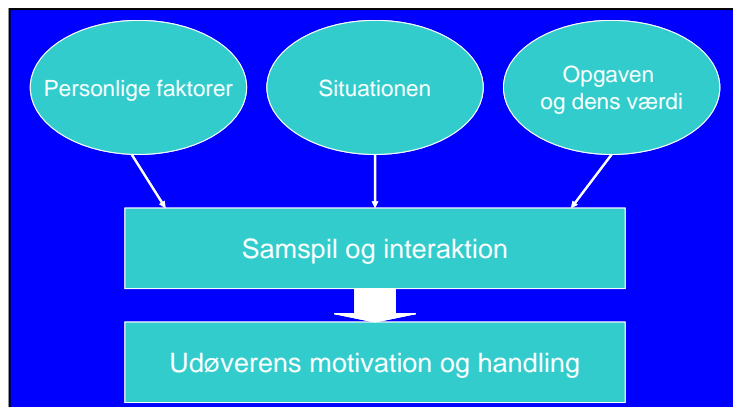 Personlige faktorer
Situationen
Opgaven
og dens værdi
Samspil og interaktion
Udøverens motivation og handling